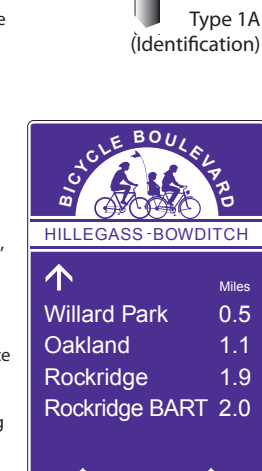 e
Type 1A
(Identification)
BICYCLE BOULEVARD
HILLEGASS-BOWDITCH
,
Miles
Willard Park 0.5
Oakland 1.1
Rockridge 1.9
ce
Rockridge BART 2.0
g